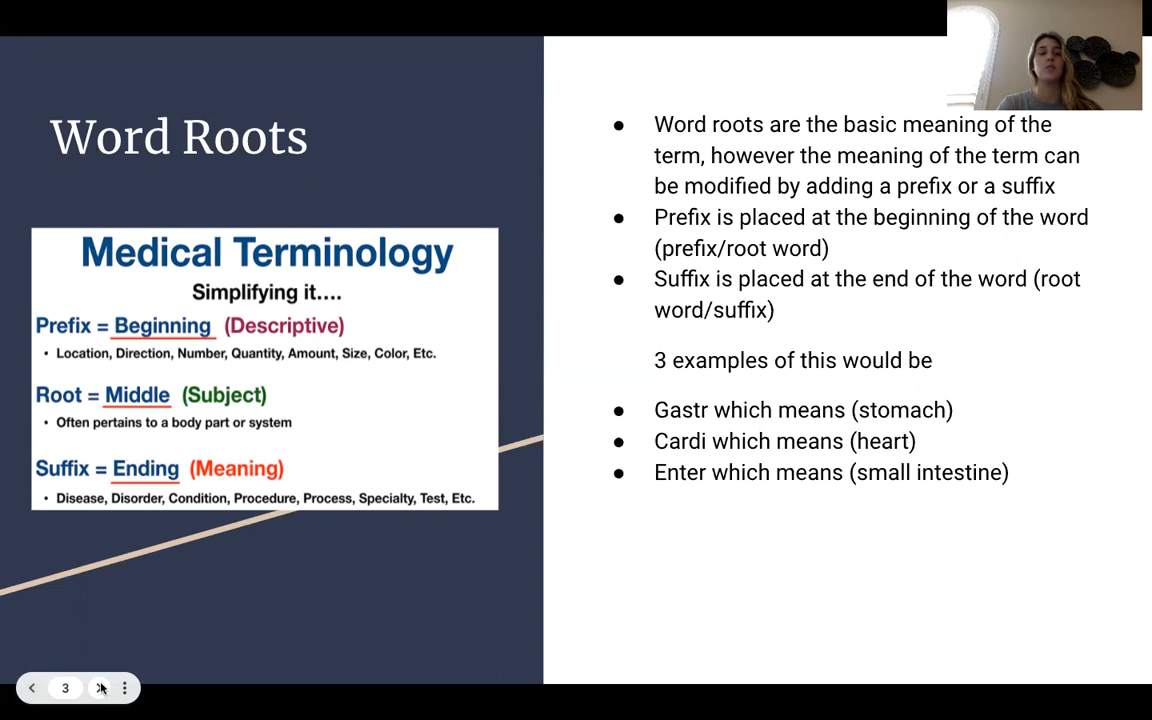 Word Roots
Medical Terminology
Simplifying it....
Prefix = Beginning (Descriptive)
• Location, Direction, Number, Quantity, Amount, Size, Color, Etc.
Root = Middle (Subject)
• Often pertains to a body part or system
Suffix = Ending (Meaning)
• Disease, Disorder, Condition, Procedure, Process, Specialty, Test, Etc.
● Word roots are the basic meaning of the
term, however the meaning of the term can
be modified by adding a prefix or a suffix
● Prefix is placed at the beginning of the word
(prefix/root word)
● Suffix is placed at the end of the word (root
word/suffix)
3 examples of this would be
● Gastr which means (stomach)
● Cardi which means (heart)
● Enter which means (small intestine)
3